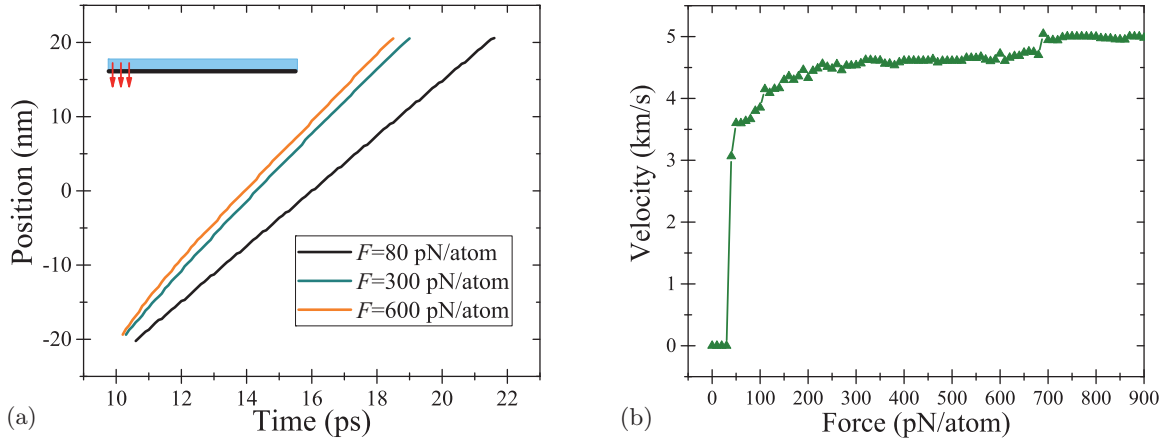 20
10
0
-10
-20
Position (nm)
F=80 pN/atom
F=300 pN/atom
F=600 pN/atom
10 12 14 16 18 20 22
Time (ps)
(a)
5
4
3
2
1
0
Velocity (km/s)
0 100 200 300 400 500 600 700 800 900
Force (pN/atom)
(b)